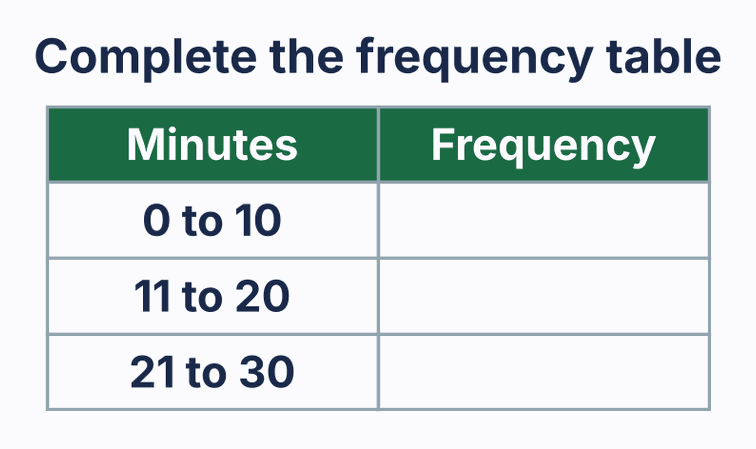 Complete the frequency table
Minutes Frequency
0 to 10
11 to 20
21 to 30